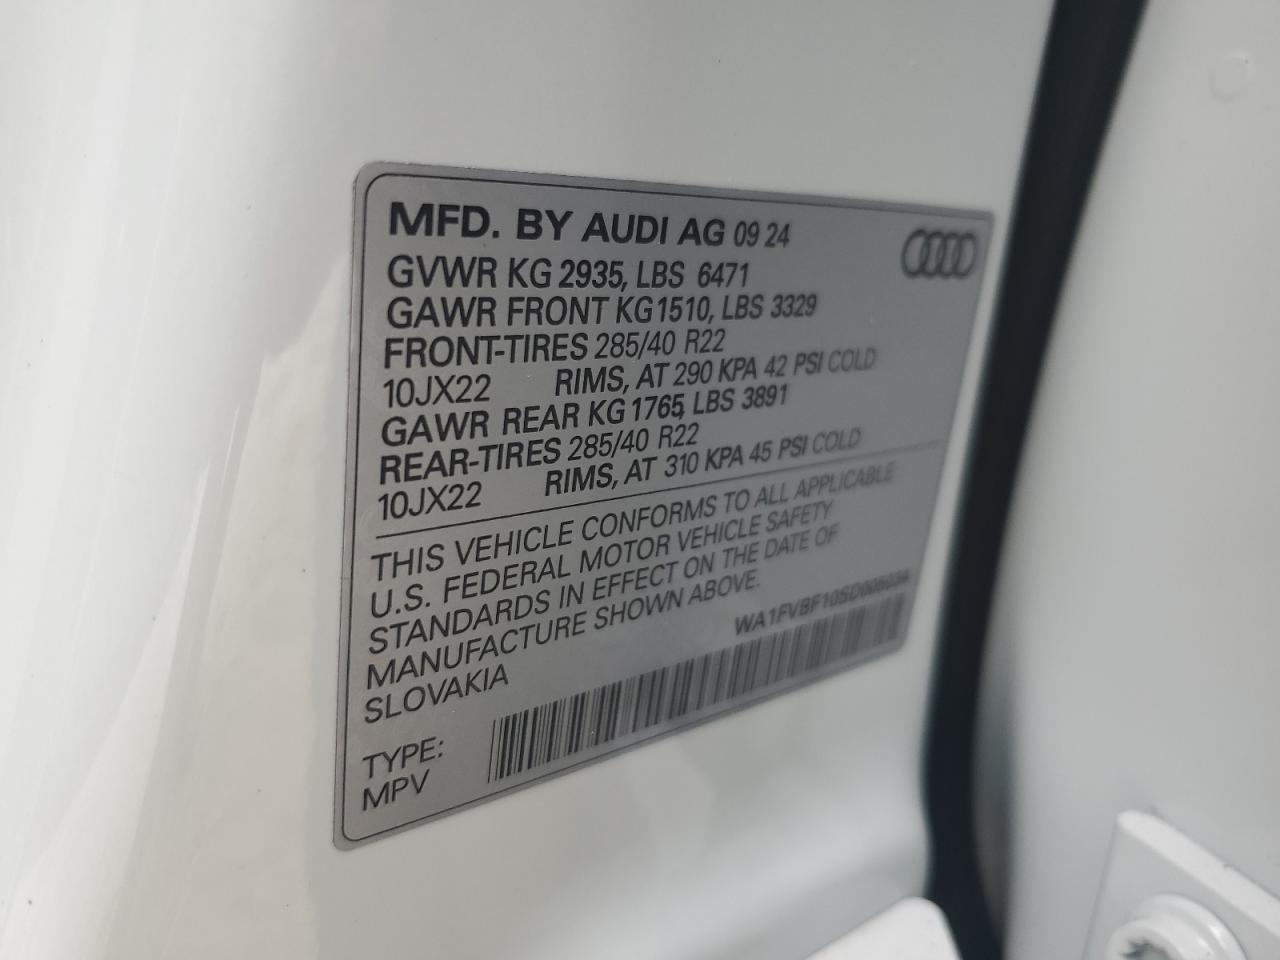 MFD. BY AUDI AG 09 24
GVWR KG 2935, LBS 6471
GAWR FRONT KG 1510, LBS 3329
FRONT-TIRES 285/40 R22
10JX22 RIMS, AT 290 KPA 42 PSI COLD
GAWR REAR KG 1765, LBS 3891
REAR-TIRES 285/40 R22
10JX22 RIMS, AT 310 KPA 45 PSI COLD
THIS VEHICLE CONFORMS TO ALL APPLICABLE
U.S. FEDERAL MOTOR VEHICLE SAFETY
STANDARDS IN EFFECT ON THE DATE OF
MANUFACTURE SHOWN ABOVE.
SLOVAKIA
TYPE:
MPV